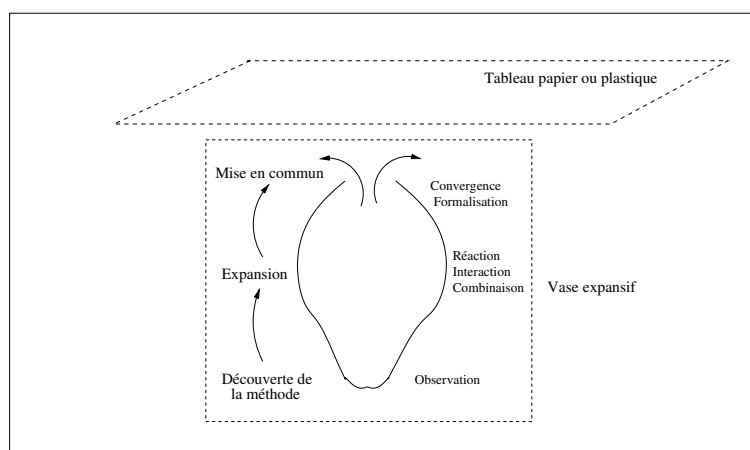 Tableau papier ou plastique
Mise en commun
Convergence
Formalisation
Réaction
Interaction
Combinaison
Expansion
Vase expansif
Découverte de
la méthode
Observation